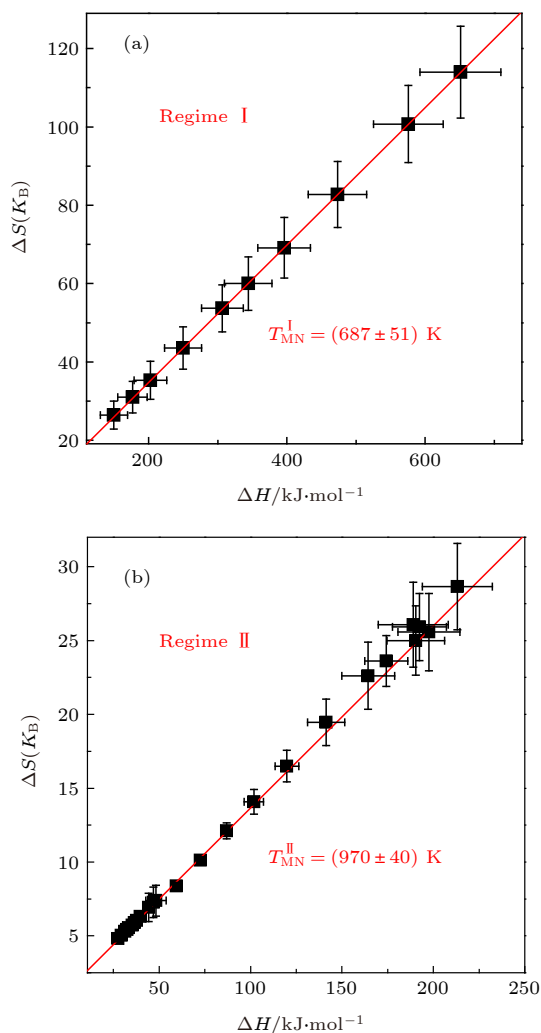 120
(a)
Regime Ⅰ
100
80
ΔS(K_B)
60
T_MN^Ⅰ = (687 ± 51) K
40
20
200 400 600
ΔH/kJ·mol⁻¹
30
(b)
Regime Ⅱ
25
20
ΔS(K_B)
15
T_MN^Ⅱ = (970 ± 40) K
10
5
50 100 150 200 250
ΔH/kJ·mol⁻¹